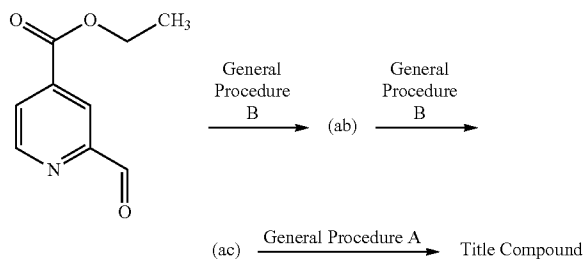 O
O
CH3
N
O
General
Procedure
B
(ab)
General
Procedure
B
(ac)
General Procedure A
Title Compound